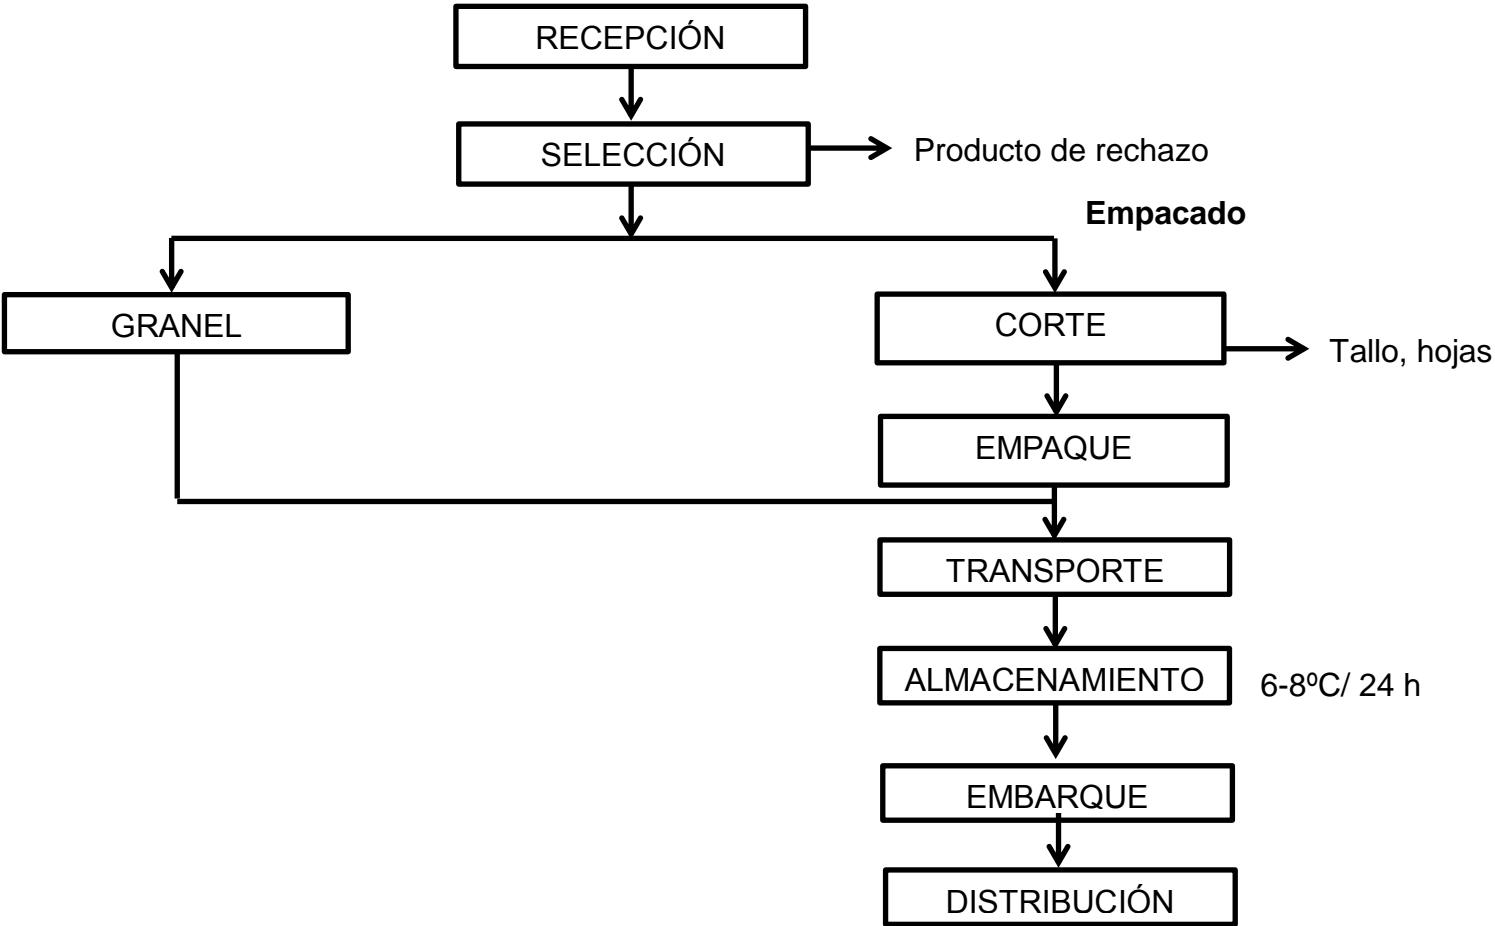 RECEPCIÓN
SELECCIÓN
Producto de rechazo
Empacado
GRANEL
CORTE
Tallo, hojas
EMPAQUE
TRANSPORTE
ALMACENAMIENTO
6-8ºC/ 24 h
EMBARQUE
DISTRIBUCIÓN